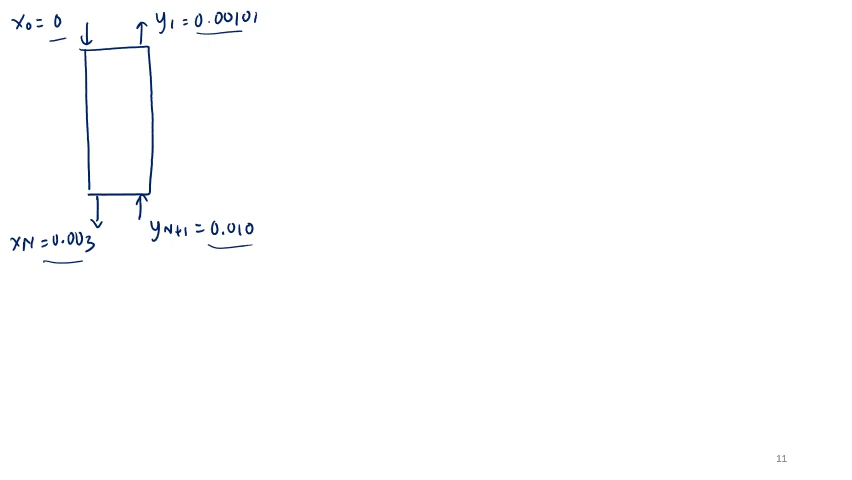 x₀ = 0
y₁ = 0.00101
xN = 0.003
yN+1 = 0.010
11